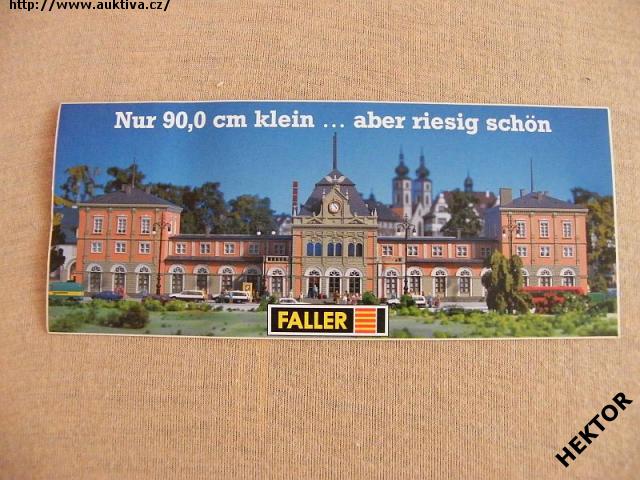 http://www.auktiva.cz/
Nur 90,0 cm klein ... aber riesig schön
FALLER
HEKTOR